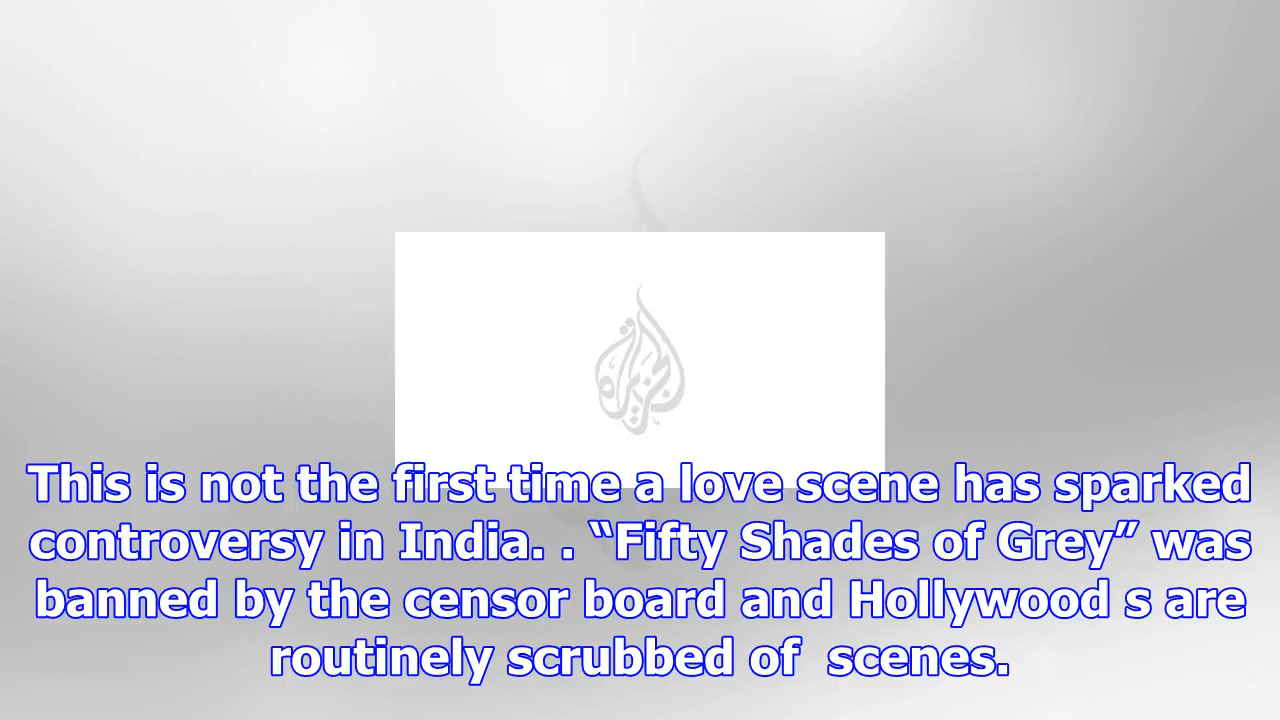 الجزيرة
This is not the first time a love scene has sparked
controversy in India. . “Fifty Shades of Grey” was
banned by the censor board and Hollywood s are
routinely scrubbed of  scenes.